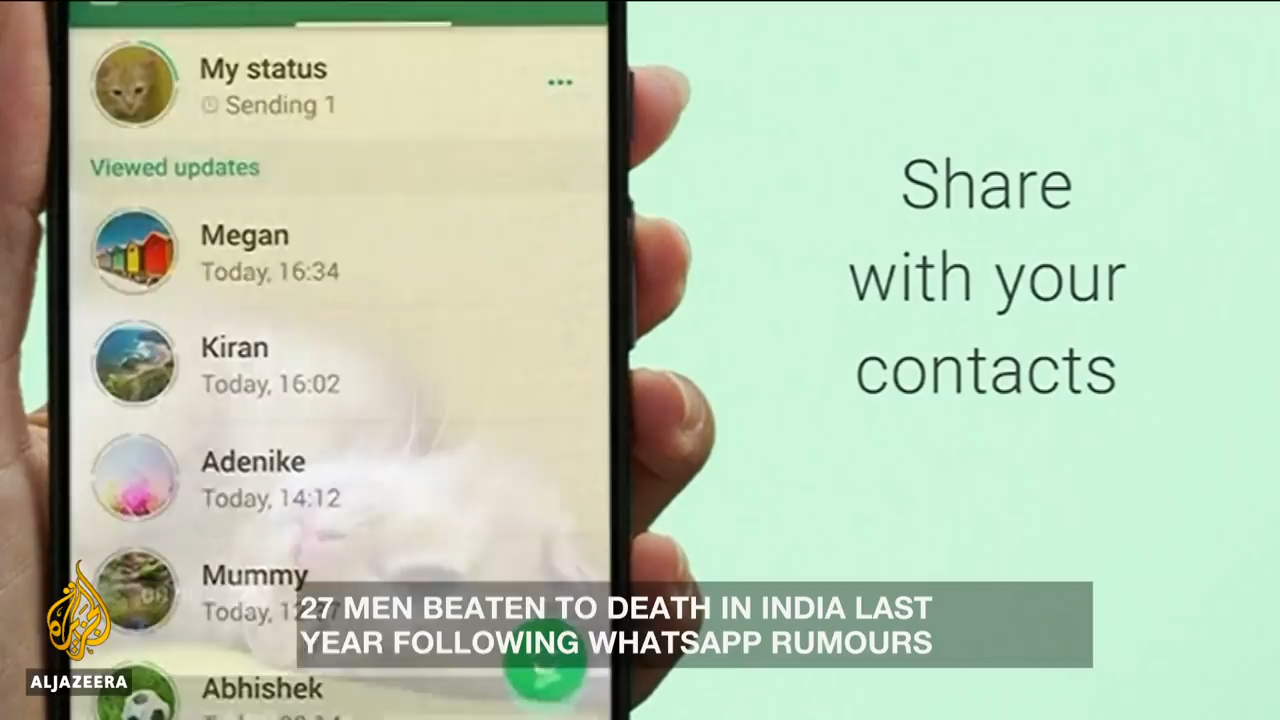 My status
Sending 1
Viewed updates
Megan
Today, 16:34
Kiran
Today, 16:02
Adenike
Today, 14:12
Mummy
Today,
Abhishek
Share
with your
contacts
27 MEN BEATEN TO DEATH IN INDIA LAST
YEAR FOLLOWING WHATSAPP RUMOURS
ALJAZEERA